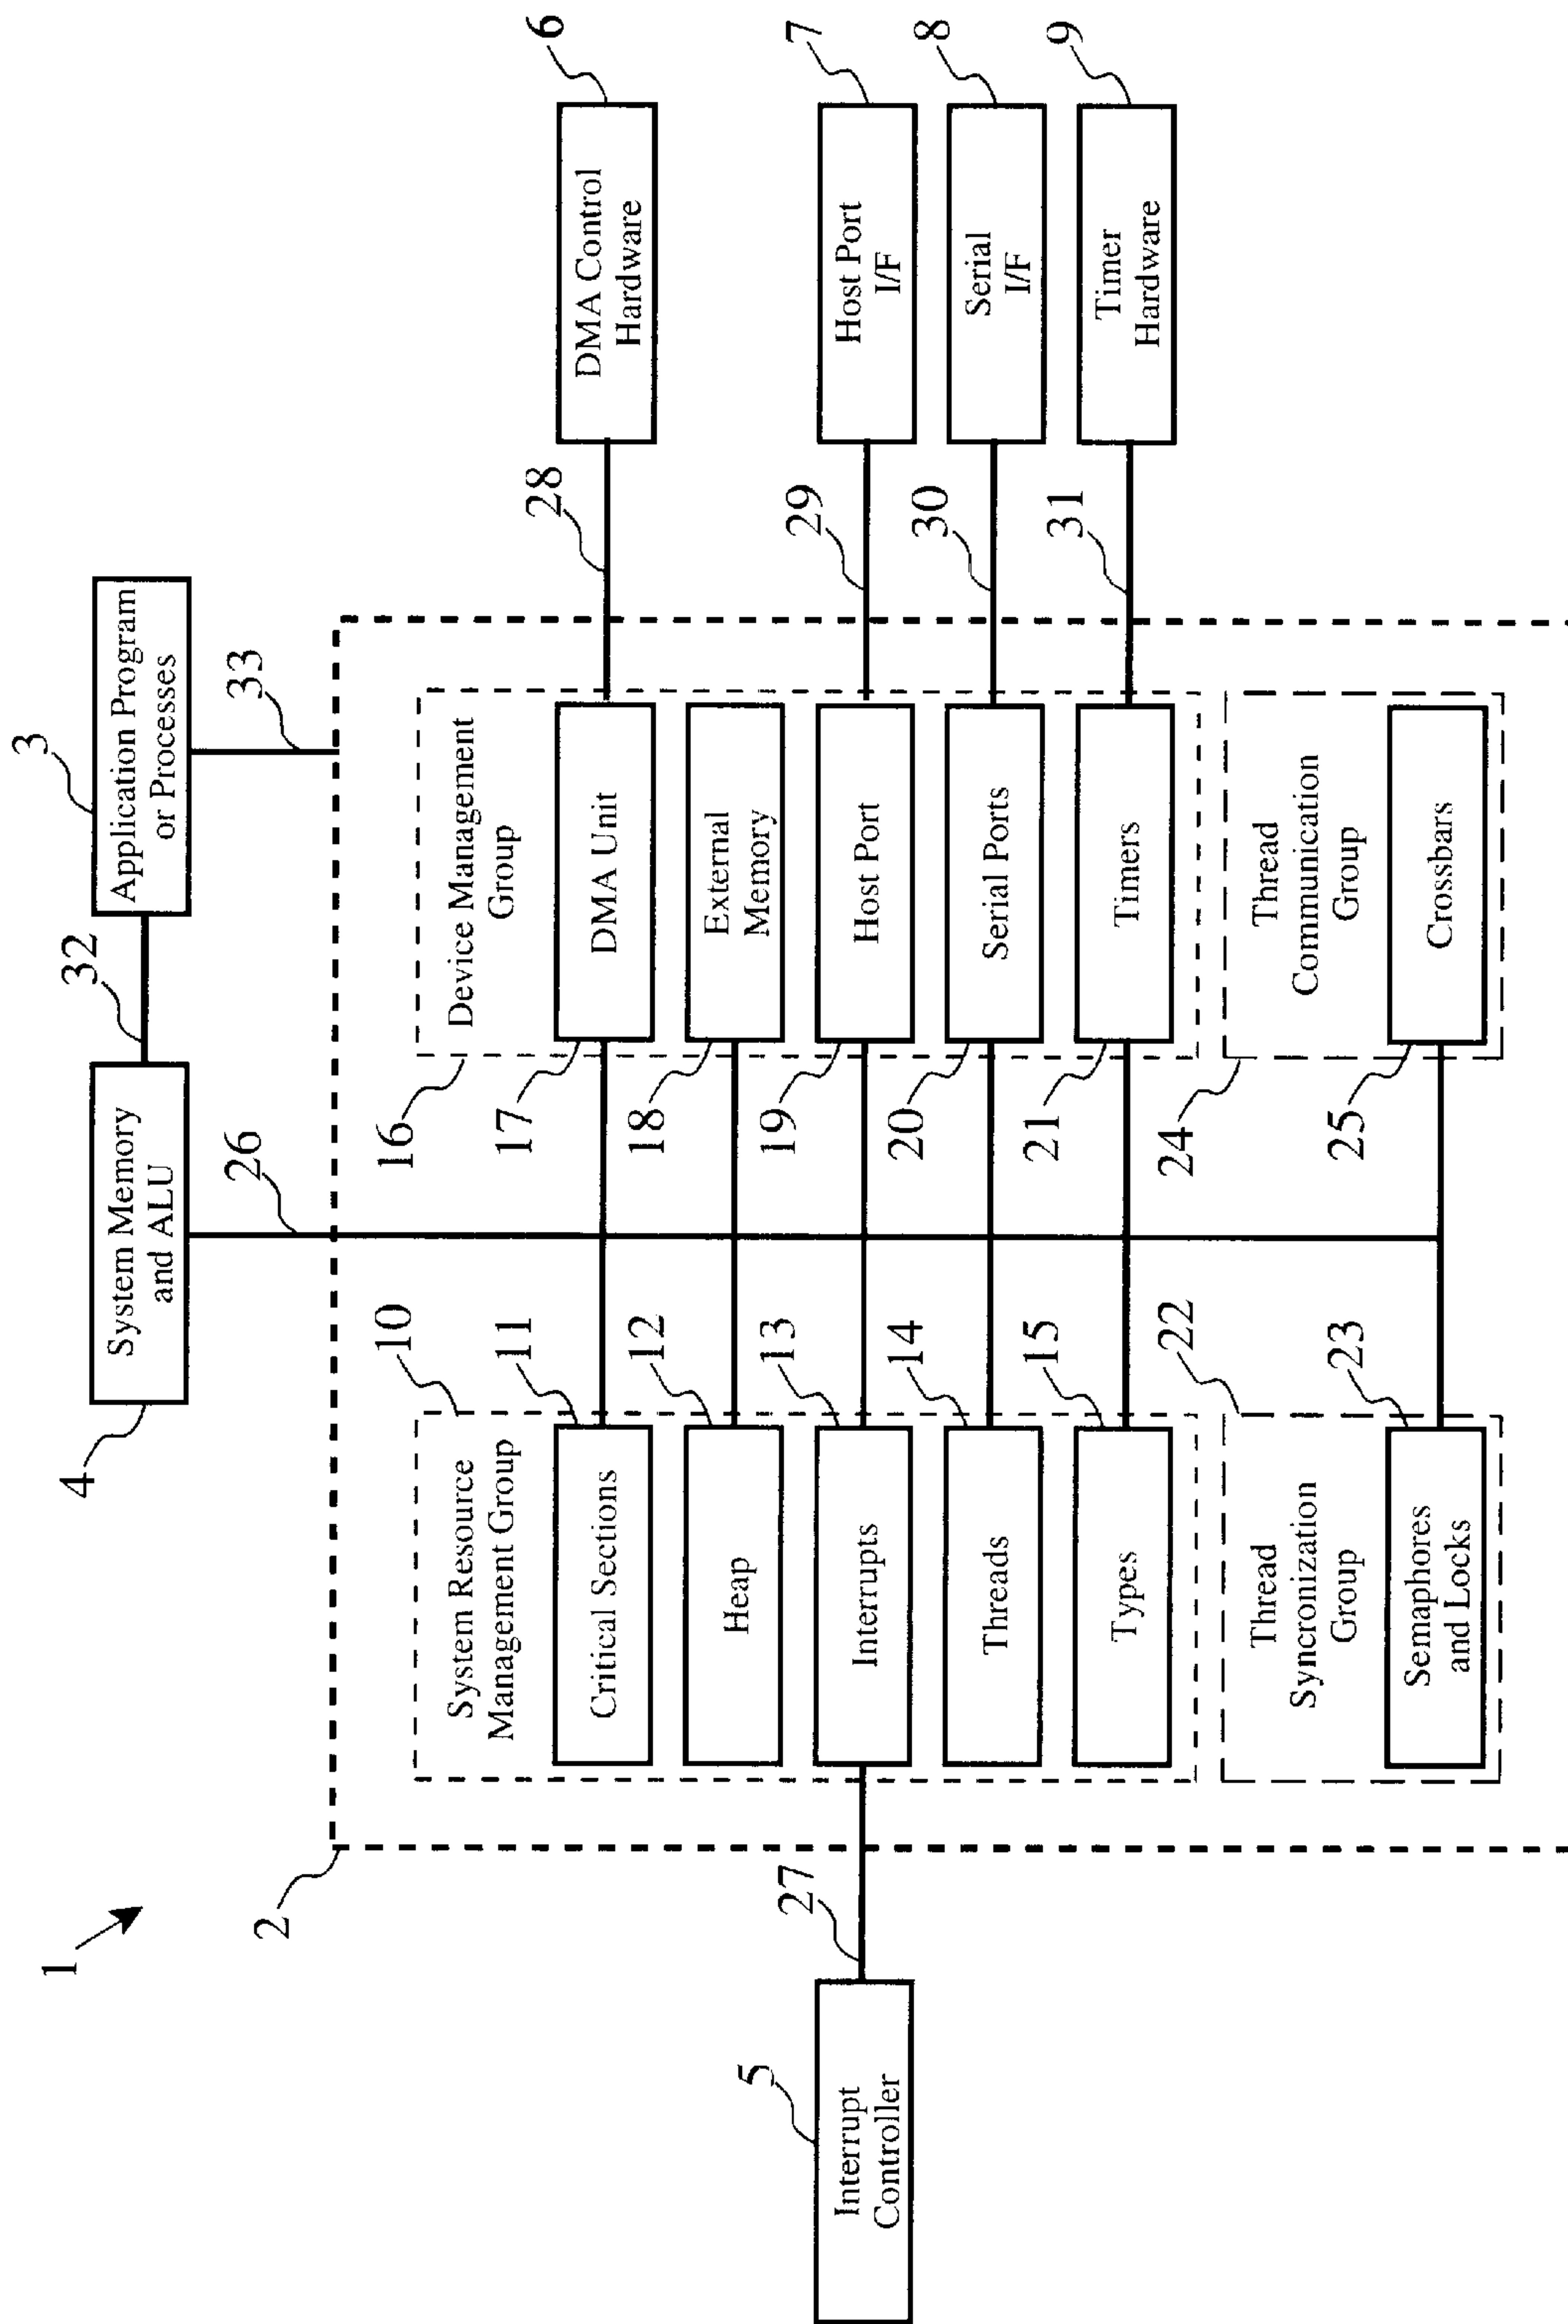 1
2
3
Application Program
or Processes
32
4
System Memory
and ALU
33
26
5
Interrupt
Controller
27
10
System Resource
Management Group
11
Critical Sections
12
Heap
13
Interrupts
14
Threads
15
Types
22
Thread
Syncronization
Group
23
Semaphores
and Locks
16
Device Management
Group
17
DMA Unit
18
External
Memory
19
Host Port
20
Serial Ports
21
Timers
24
Thread
Communication
Group
25
Crossbars
28
6
DMA Control
Hardware
29
7
Host Port
I/F
30
8
Serial
I/F
31
9
Timer
Hardware